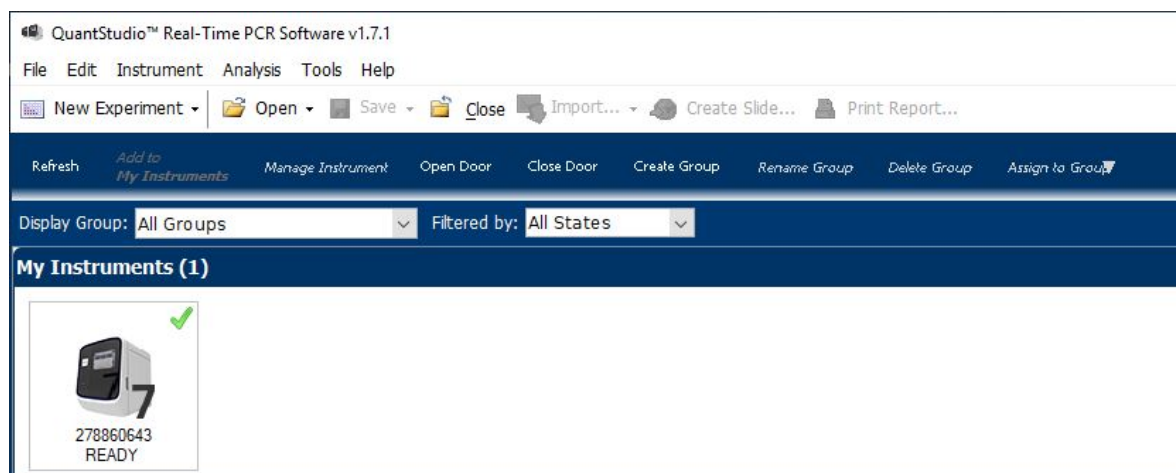 QuantStudio™ Real-Time PCR Software v1.7.1
File Edit Instrument Analysis Tools Help
New Experiment Open Save Close Import... Create Slide... Print Report...
Refresh Add to My Instruments Manage Instrument Open Door Close Door Create Group Rename Group Delete Group Assign to Group
Display Group: All Groups Filtered by: All States
My Instruments (1)
7
278860643
READY